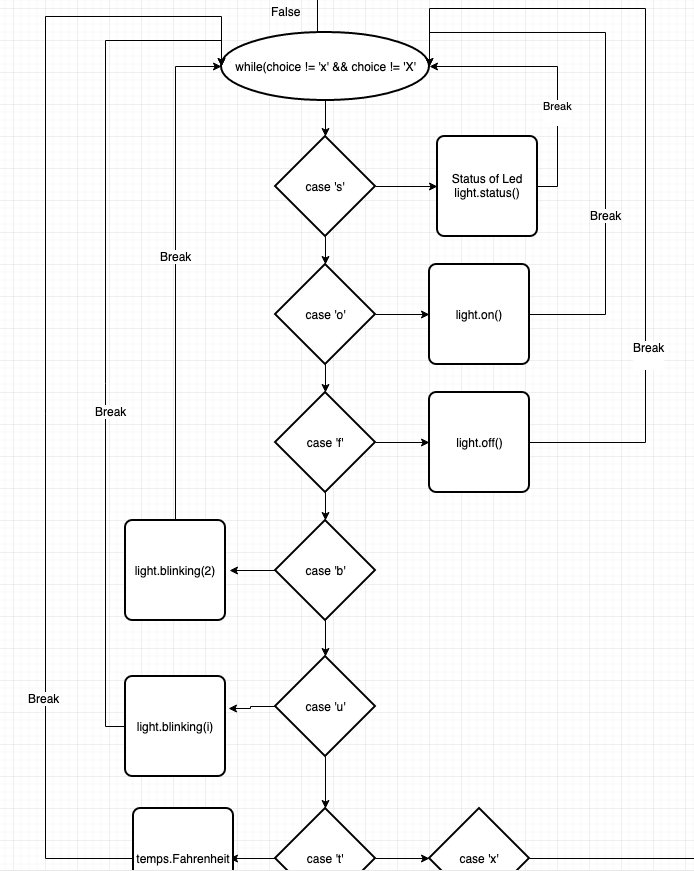 False
while(choice != 'x' && choice != 'X'
Break
case 's'
Status of Led
light.status()
Break
Break
case 'o'
light.on()
Break
Break
case 'f'
light.off()
light.blinking(2)
case 'b'
Break
light.blinking(i)
case 'u'
temps.Fahrenheit
case 't'
case 'x'